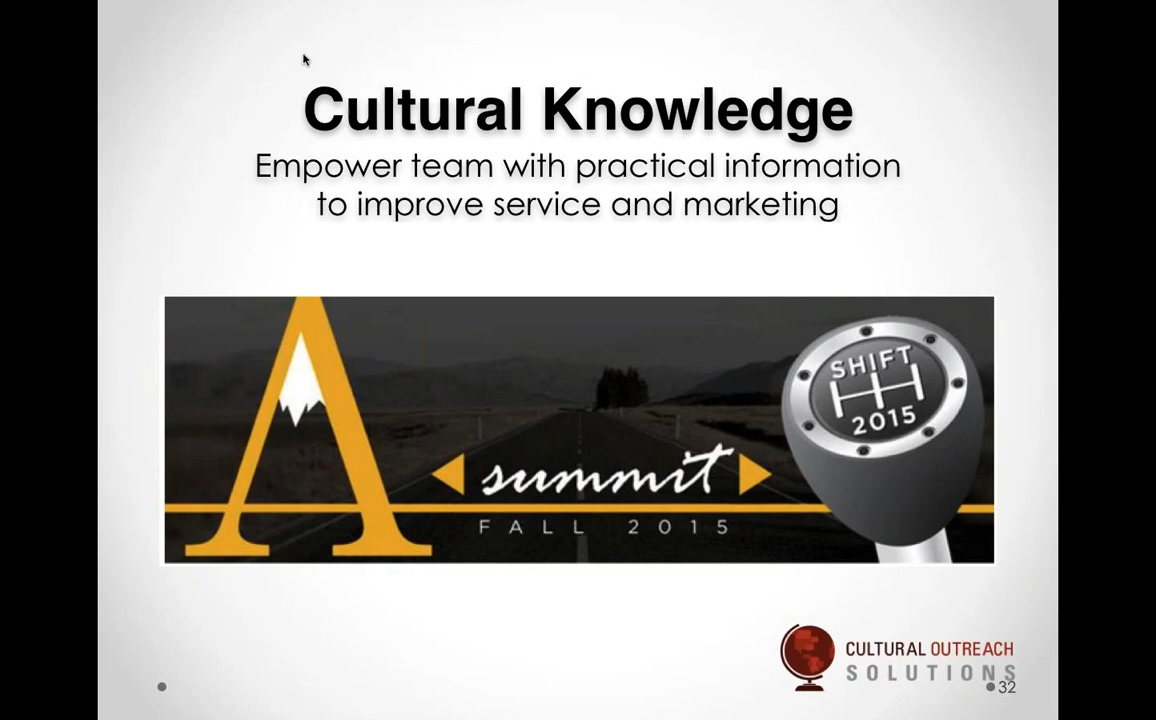 Cultural Knowledge
Empower team with practical information
to improve service and marketing
A
summit
FALL 2015
SHIFT
2015
CULTURAL OUTREACH
SOLUTIONS
32